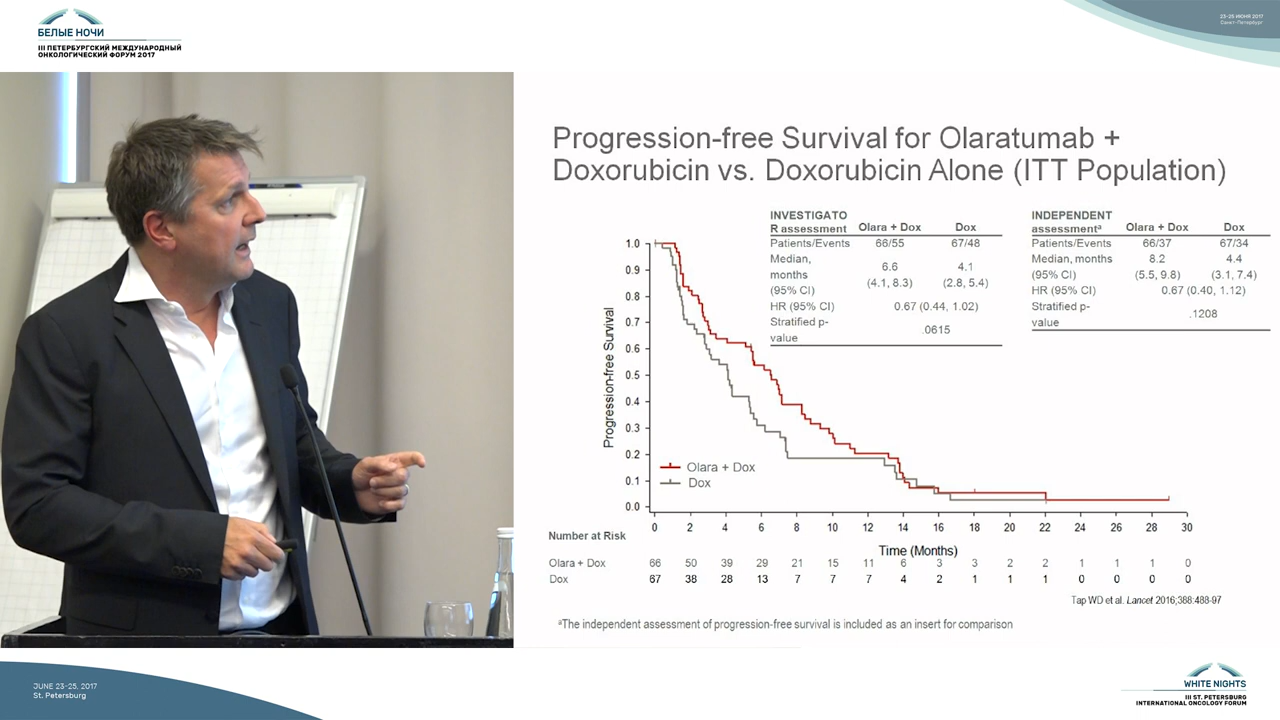 БЕЛЫЕ НОЧИ
III ПЕТЕРБУРГСКИЙ МЕЖДУНАРОДНЫЙ
ОНКОЛОГИЧЕСКИЙ ФОРУМ 2017
23-25 ИЮНЯ 2017
Санкт-Петербург
Progression-free Survival for Olaratumab +
Doxorubicin vs. Doxorubicin Alone (ITT Population)
INVESTIGATO
R assessment Olara + Dox Dox
Patients/Events 66/55 67/48
Median, months (95% CI) 6.6 (4.1, 8.3) 4.1 (2.8, 5.4)
HR (95% CI) 0.67 (0.44, 1.02)
Stratified p-value .0615
INDEPENDENT
assessmentᵃ Olara + Dox Dox
Patients/Events 66/37 67/34
Median, months 8.2 4.4
(95% CI) (5.5, 9.8) (3.1, 7.4)
HR (95% CI) 0.67 (0.40, 1.12)
Stratified p-value .1208
Progression-free Survival
1.0
0.9
0.8
0.7
0.6
0.5
0.4
0.3
0.2
0.1
0.0
Olara + Dox
Dox
0 2 4 6 8 10 12 14 16 18 20 22 24 26 28 30
Time (Months)
Number at Risk
Olara + Dox 66 50 39 29 21 15 11 6 3 3 2 2 1 1 1 0
Dox 67 38 28 13 7 7 7 4 2 1 1 1 0 0 0 0
Tap WD et al. Lancet 2016;388:488-97
ᵃThe independent assessment of progression-free survival is included as an insert for comparison
JUNE 23-25, 2017
St. Petersburg
WHITE NIGHTS
III ST. PETERSBURG
INTERNATIONAL ONCOLOGY FORUM